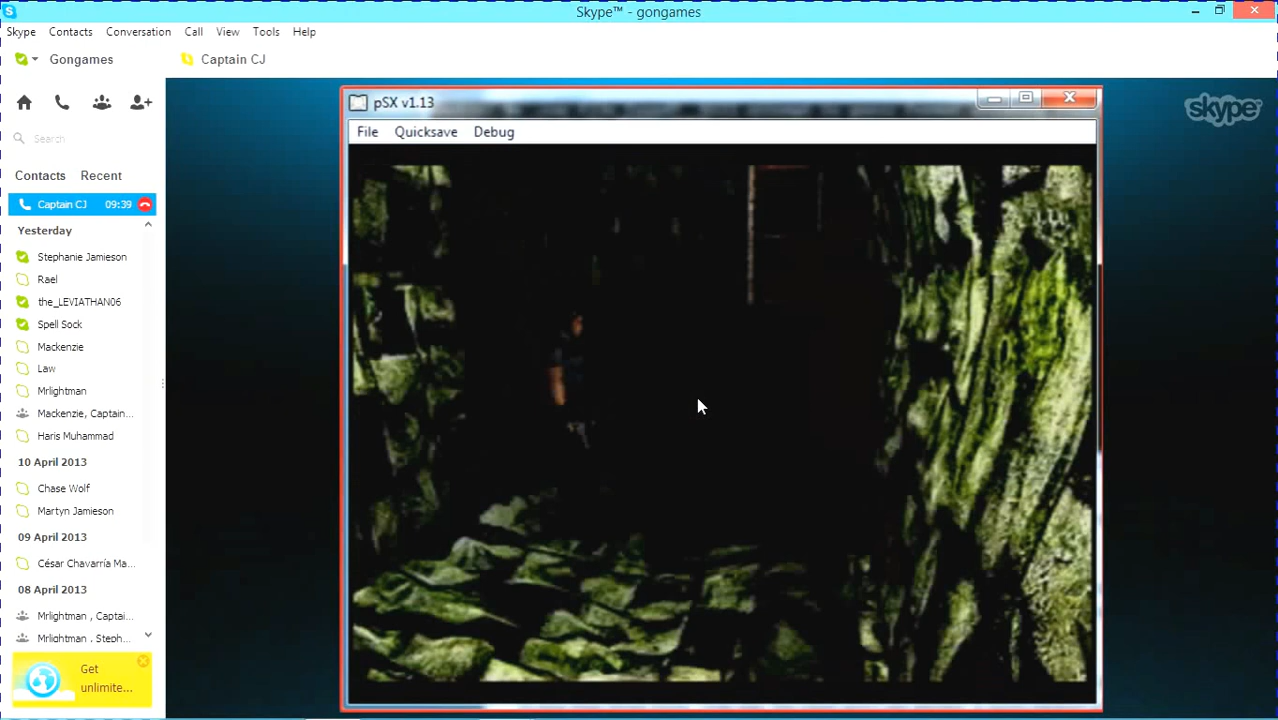 Skype™ - gongames
Skype Contacts Conversation Call View Tools Help
Gongames
Captain CJ
Search
Contacts Recent
Captain CJ 09:39
Yesterday
Stephanie Jamieson
Rael
the_LEVIATHAN06
Spell Sock
Mackenzie
Law
Mrlightman
Mackenzie, Captain...
Haris Muhammad
10 April 2013
Chase Wolf
Martyn Jamieson
09 April 2013
César Chavarría Ma...
08 April 2013
Mrlightman , Captai...
Mrlightman , Steph...
Get
unlimite...
pSX v1.13
File Quicksave Debug
skype